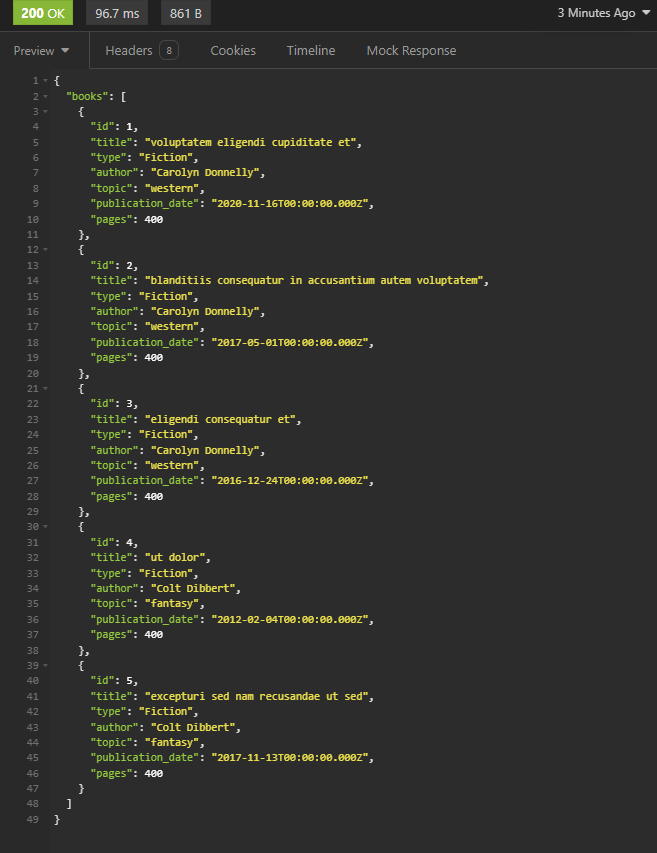 200 OK 96.7 ms 861 B 3 Minutes Ago
Preview Headers 8 Cookies Timeline Mock Response
1 {
2 "books": [
3 {
4 "id": 1,
5 "title": "voluptatem eligendi cupiditate et",
6 "type": "Fiction",
7 "author": "Carolyn Donnelly",
8 "topic": "western",
9 "publication_date": "2020-11-16T00:00:00.000Z",
10 "pages": 400
11 },
12 {
13 "id": 2,
14 "title": "blanditiis consequatur in accusantium autem voluptatem",
15 "type": "Fiction",
16 "author": "Carolyn Donnelly",
17 "topic": "western",
18 "publication_date": "2017-05-01T00:00:00.000Z",
19 "pages": 400
20 },
21 {
22 "id": 3,
23 "title": "eligendi consequatur et",
24 "type": "Fiction",
25 "author": "Carolyn Donnelly",
26 "topic": "western",
27 "publication_date": "2016-12-24T00:00:00.000Z",
28 "pages": 400
29 },
30 {
31 "id": 4,
32 "title": "ut dolor",
33 "type": "Fiction",
34 "author": "Colt Dibbert",
35 "topic": "fantasy",
36 "publication_date": "2012-02-04T00:00:00.000Z",
37 "pages": 400
38 },
39 {
40 "id": 5,
41 "title": "excepturi sed nam recusandae ut sed",
42 "type": "Fiction",
43 "author": "Colt Dibbert",
44 "topic": "fantasy",
45 "publication_date": "2017-11-13T00:00:00.000Z",
46 "pages": 400
47 }
48 ]
49 }